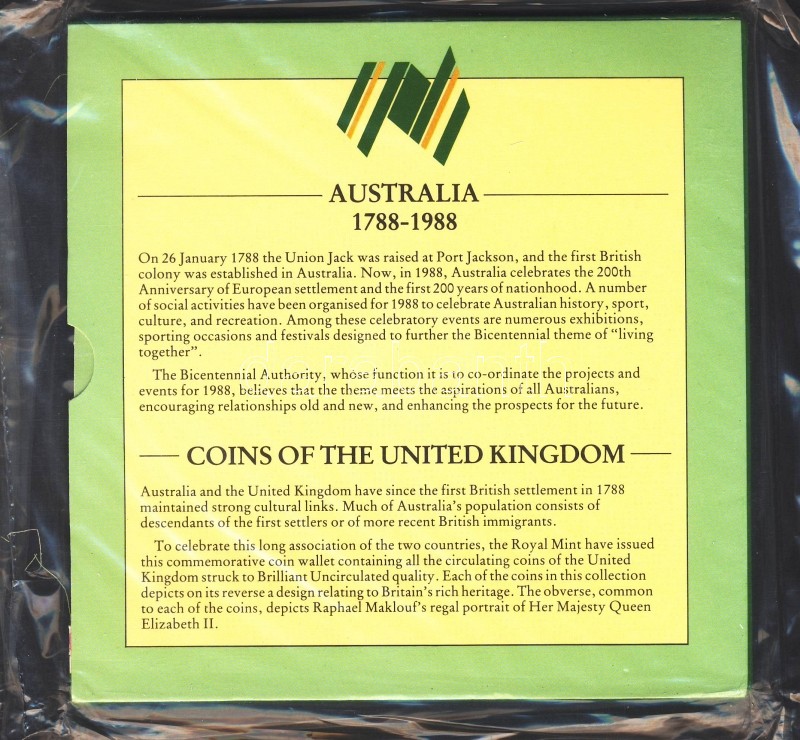 AUSTRALIA
1788-1988
On 26 January 1788 the Union Jack was raised at Port Jackson, and the first British
colony was established in Australia. Now, in 1988, Australia celebrates the 200th
Anniversary of European settlement and the first 200 years of nationhood. A number
of social activities have been organised for 1988 to celebrate Australian history, sport,
culture, and recreation. Among these celebratory events are numerous exhibitions,
sporting occasions and festivals designed to further the Bicentennial theme of “living
together”.
The Bicentennial Authority, whose function it is to co-ordinate the projects and
events for 1988, believes that the theme meets the aspirations of all Australians,
encouraging relationships old and new, and enhancing the prospects for the future.
COINS OF THE UNITED KINGDOM
Australia and the United Kingdom have since the first British settlement in 1788
maintained strong cultural links. Much of Australia's population consists of
descendants of the first settlers or of more recent British immigrants.
To celebrate this long association of the two countries, the Royal Mint have issued
this commemorative coin wallet containing all the circulating coins of the United
Kingdom struck to Brilliant Uncirculated quality. Each of the coins in this collection
depicts on its reverse a design relating to Britain's rich heritage. The obverse, common
to each of the coins, depicts Raphael Maklouf's regal portrait of Her Majesty Queen
Elizabeth II.